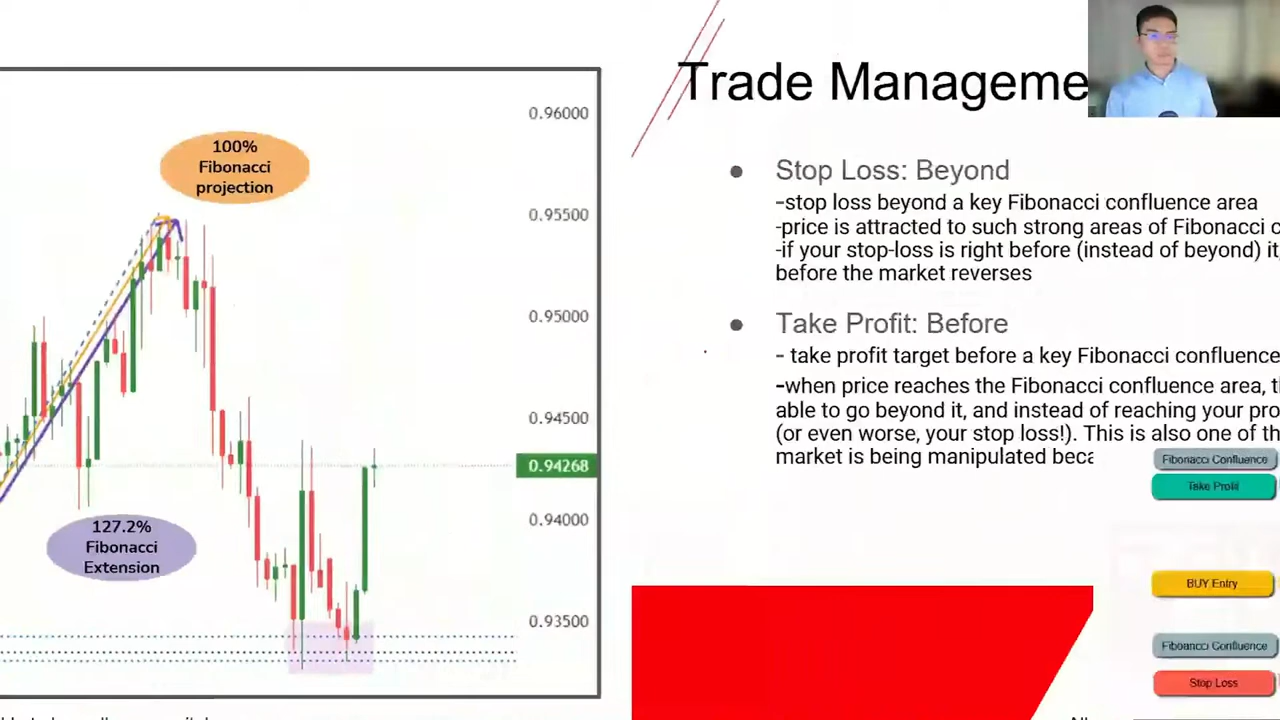 0.96000
100%
Fibonacci
projection
0.95500
0.95000
0.94500
0.94268
0.94000
127.2%
Fibonacci
Extension
0.93500
Trade Manageme
● Stop Loss: Beyond
-stop loss beyond a key Fibonacci confluence area
-price is attracted to such strong areas of Fibonacci c
-if your stop-loss is right before (instead of beyond) it,
before the market reverses
● Take Profit: Before
- take profit target before a key Fibonacci confluence
-when price reaches the Fibonacci confluence area, t
able to go beyond it, and instead of reaching your pro
(or even worse, your stop loss!). This is also one of th
market is being manipulated beca
Fibonacci Confluence
Take Profit
BUY Entry
Fiboancci Confluence
Stop Loss